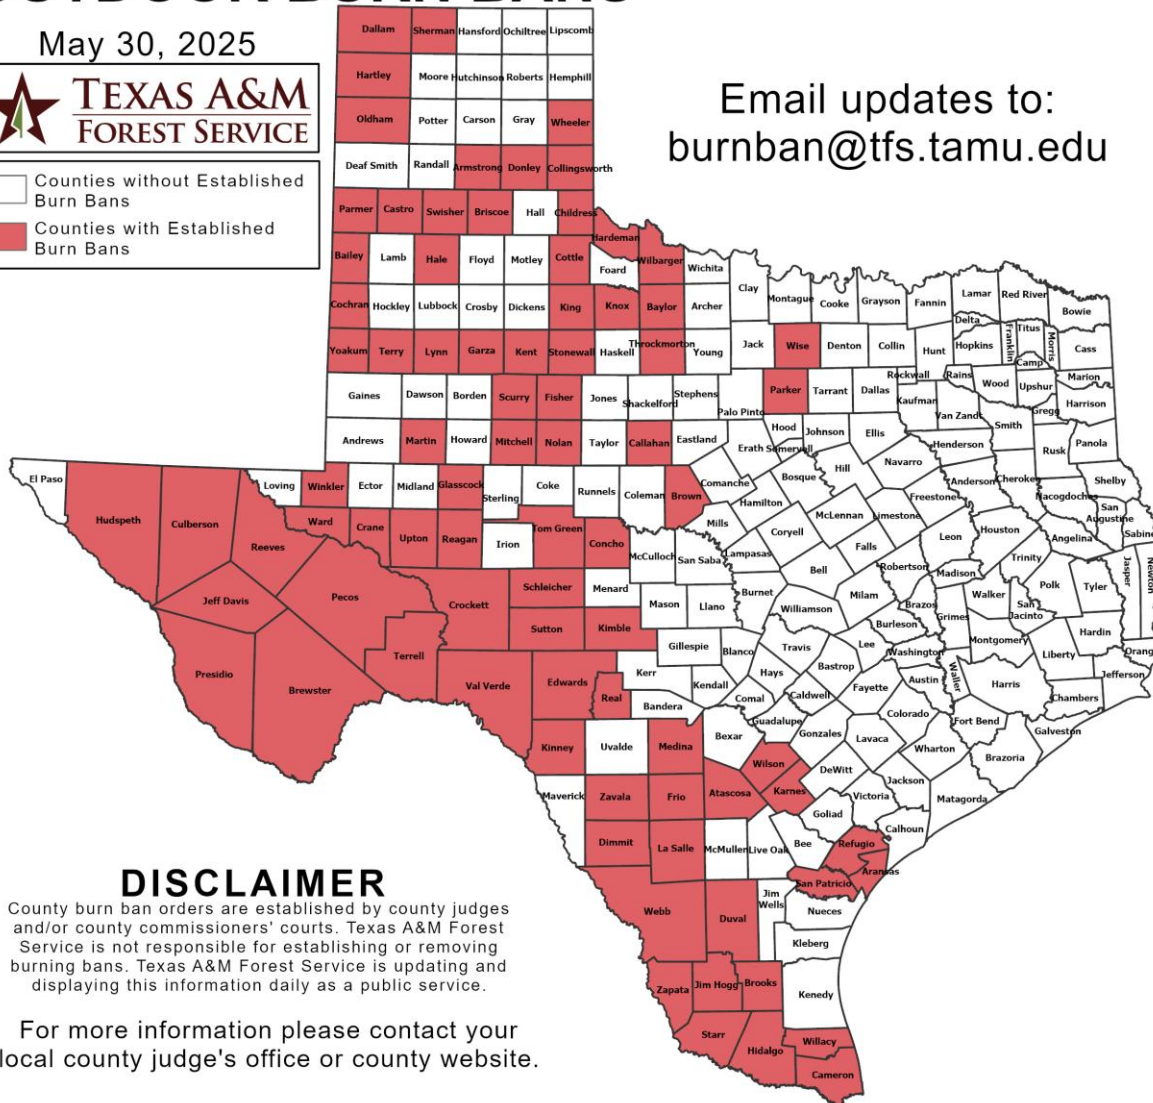 OUTDOOR BURN BANS
May 30, 2025
TEXAS A&M
FOREST SERVICE
Counties without Established
Burn Bans
Counties with Established
Burn Bans
Email updates to:
burnban@tfs.tamu.edu
Dallam Sherman Hansford Ochiltree Lipscomb
Hartley Moore Hutchinson Roberts Hemphill
Oldham Potter Carson Gray Wheeler
Deaf Smith Randall Armstrong Donley Collingsworth
Parmer Castro Swisher Briscoe Hall Childress
Hardeman
Bailey Lamb Hale Floyd Motley Cottle Foard Wilbarger Wichita
Clay Montague Cooke Grayson Fannin Lamar Red River Bowie
Cochran Hockley Lubbock Crosby Dickens King Knox Baylor Archer
Delta Titus Franklin Morris
Yoakum Terry Lynn Garza Kent Stonewall Haskell Throckmorton Young Jack Wise Denton Collin Hunt Hopkins Camp Cass
Gaines Dawson Borden Scurry Fisher Jones Shackelford Stephens Palo Pinto Parker Tarrant Dallas Rockwall Kaufman Rains Wood Upshur Marion
Van Zandt Gregg Harrison
Andrews Martin Howard Mitchell Nolan Taylor Callahan Eastland Erath Hood Somervell Johnson Ellis Henderson Smith Rusk Panola
El Paso Loving Winkler Ector Midland Glasscock Sterling Coke Runnels Coleman Brown Comanche Hamilton Bosque Hill Navarro Freestone Anderson Cherokee Nacogdoches Shelby
San
Augustine
Sabine
Hudspeth Culberson Reeves Ward Crane Upton Reagan Irion Tom Green Concho McCulloch San Saba Mills Lampasas Coryell McLennan Limestone Falls Leon Houston Angelina
Jeff Davis Pecos Crockett Schleicher Menard Mason Llano Burnet Bell Milam Robertson Madison Trinity Polk Tyler Jasper Newton
Walker
San
Jacinto
Sutton Kimble Williamson Brazos Burleson Grimes Montgomery Hardin
Presidio Brewster Terrell Val Verde Edwards Real Kerr Gillespie Blanco Travis Lee Washington Liberty Orange
Kendall Hays Bastrop Fayette Austin Waller Harris Chambers Jefferson
Bandera Comal Caldwell Guadalupe Colorado Fort Bend Galveston
Kinney Uvalde Medina Bexar Wilson Gonzales Lavaca Wharton Brazoria
Maverick Zavala Frio Atascosa Karnes DeWitt Victoria Jackson Matagorda
Goliad Calhoun
Dimmit La Salle McMullen Live Oak Bee Refugio
Aransas
San Patricio
Webb Duval
Jim
Wells
Nueces
Kleberg
Zapata Jim Hogg Brooks Kenedy
Starr Hidalgo Willacy
Cameron
DISCLAIMER
County burn ban orders are established by county judges
and/or county commissioners' courts. Texas A&M Forest
Service is not responsible for establishing or removing
burning bans. Texas A&M Forest Service is updating and
displaying this information daily as a public service.
For more information please contact your
local county judge's office or county website.